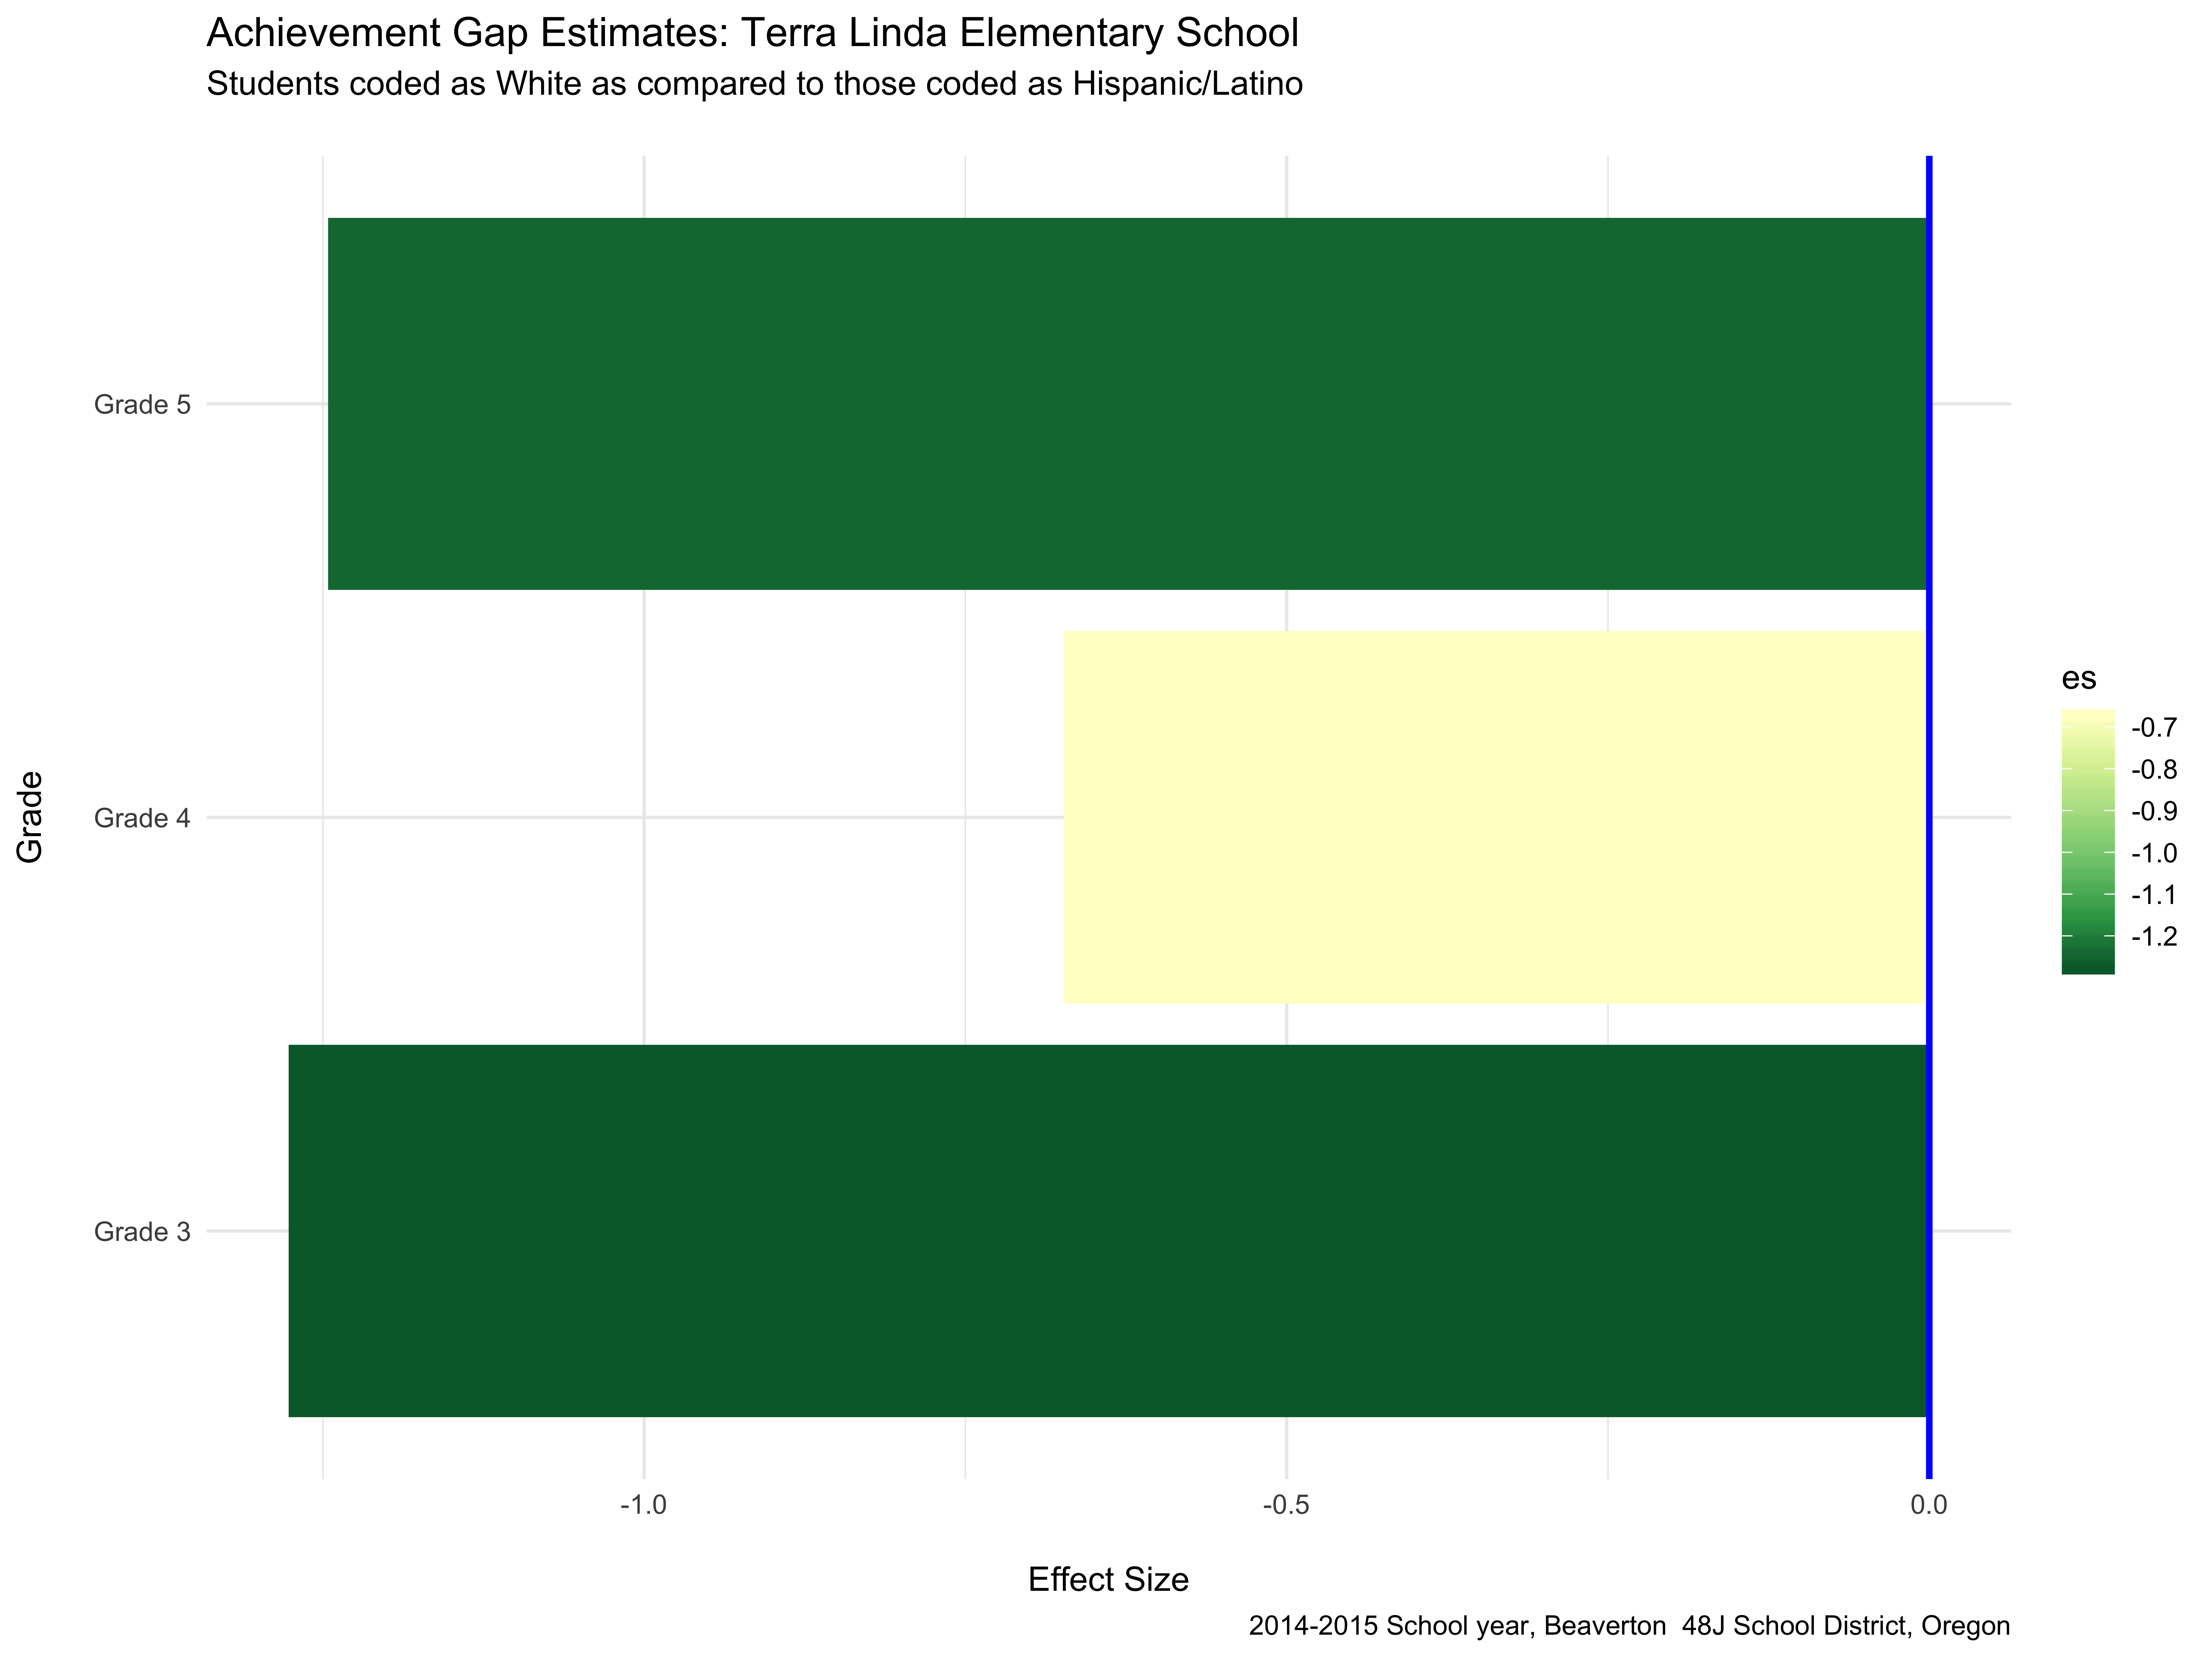 Achievement Gap Estimates: Terra Linda Elementary School
Students coded as White as compared to those coded as Hispanic/Latino
Grade 5
Grade 4
Grade 3
Grade
-1.0
-0.5
0.0
Effect Size
es
-0.7
-0.8
-0.9
-1.0
-1.1
-1.2
2014-2015 School year, Beaverton  48J School District, Oregon